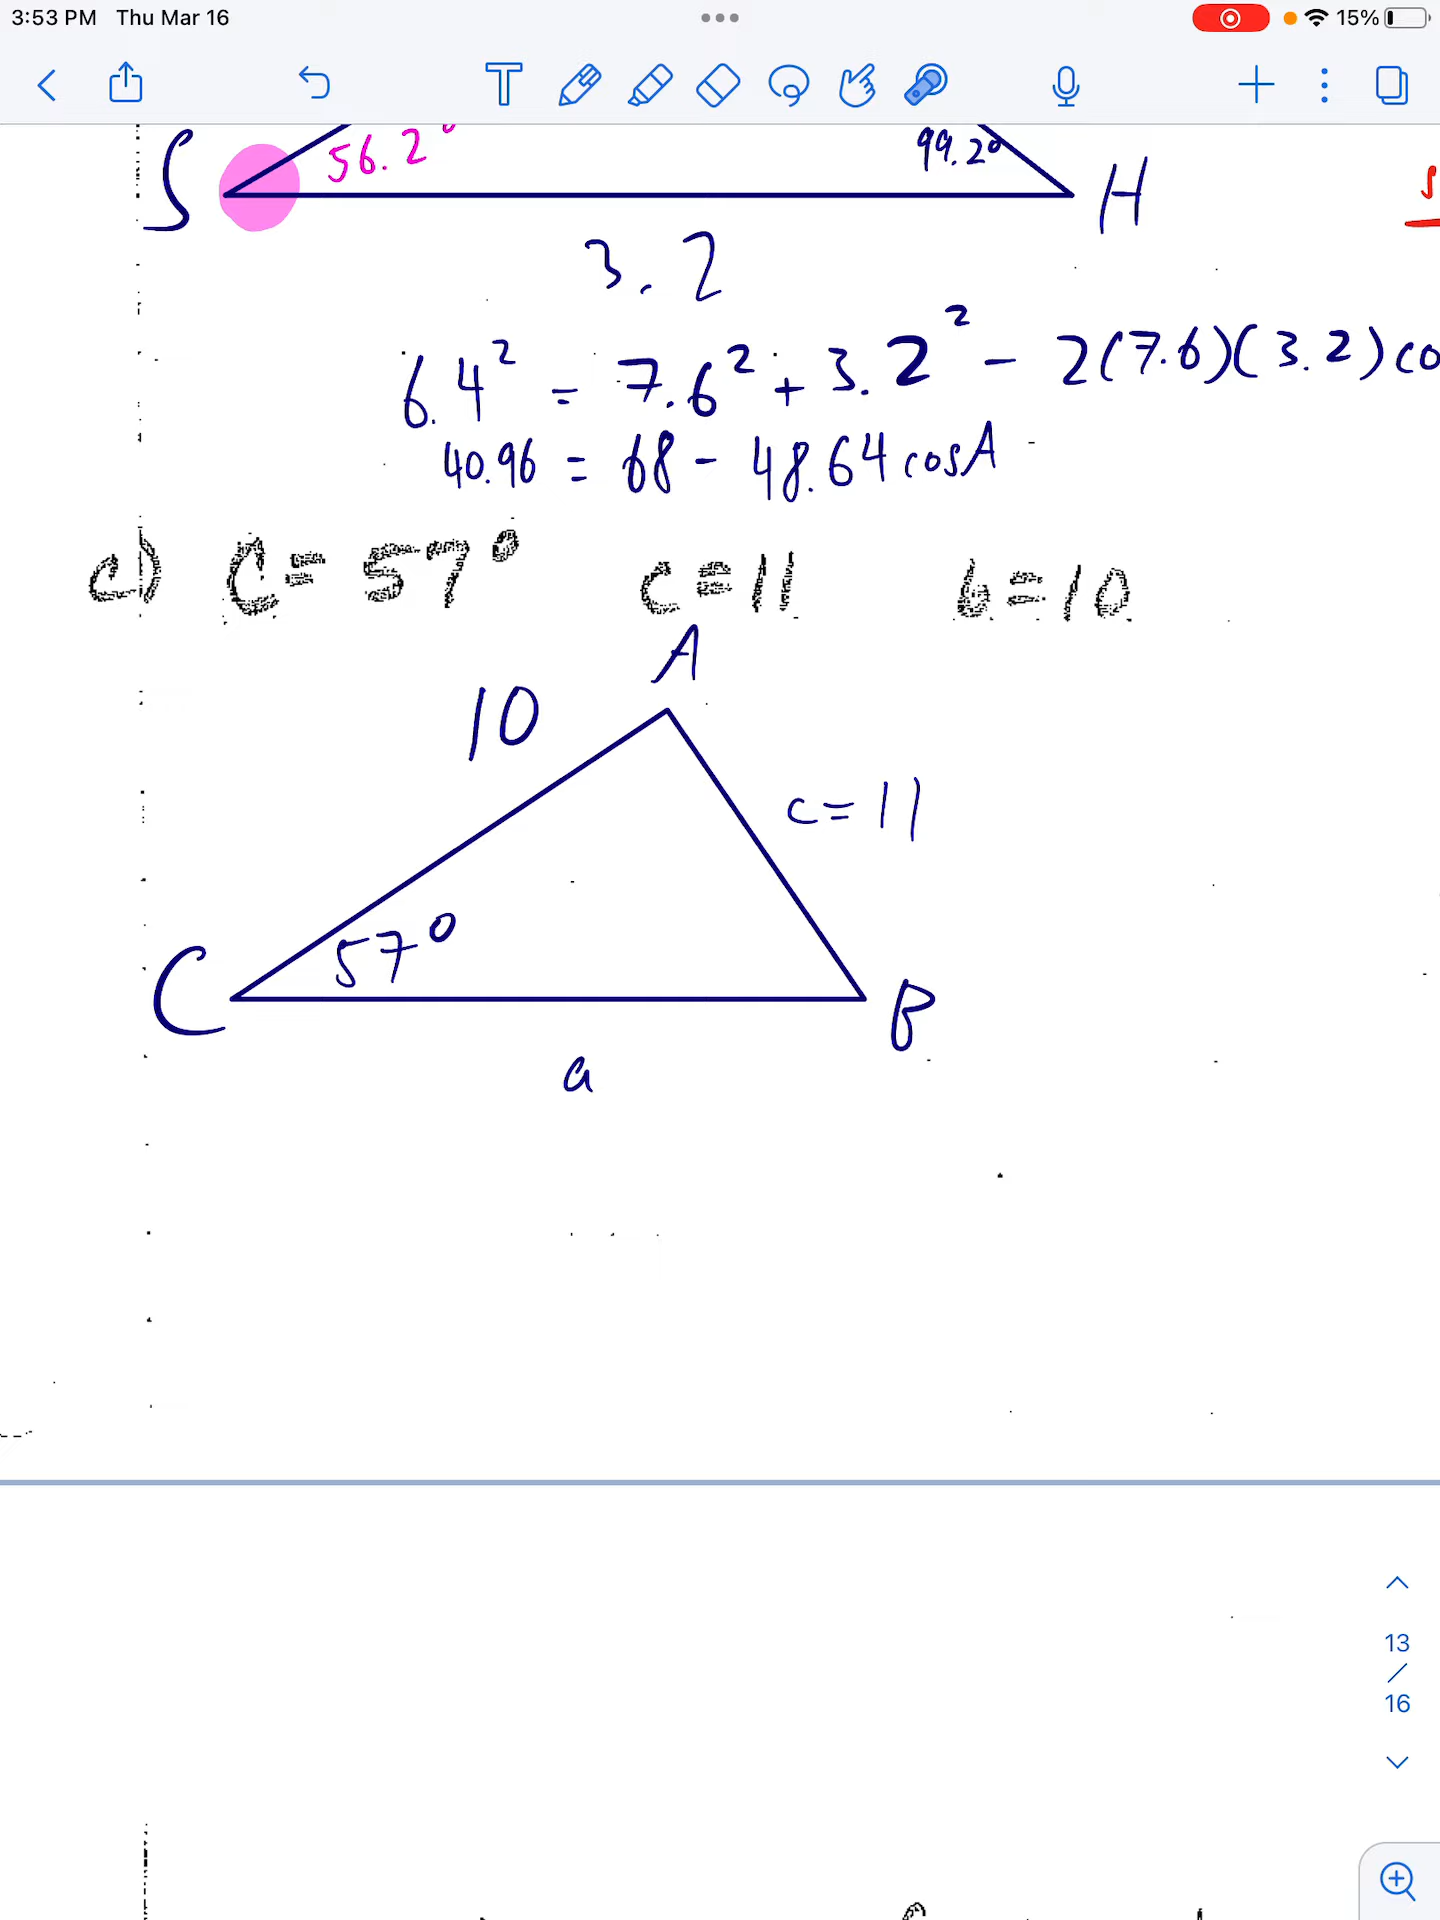 3:53 PM Thu Mar 16
15%
S 56.2° 99.2° H
3.2
6.4² = 7.6² + 3.2² - 2(7.6)(3.2)co
40.96 = 68 - 48.64 cosA
c) C = 57° c = 11 b = 10
A
10
c = 11
57°
C B
a
13
/
16